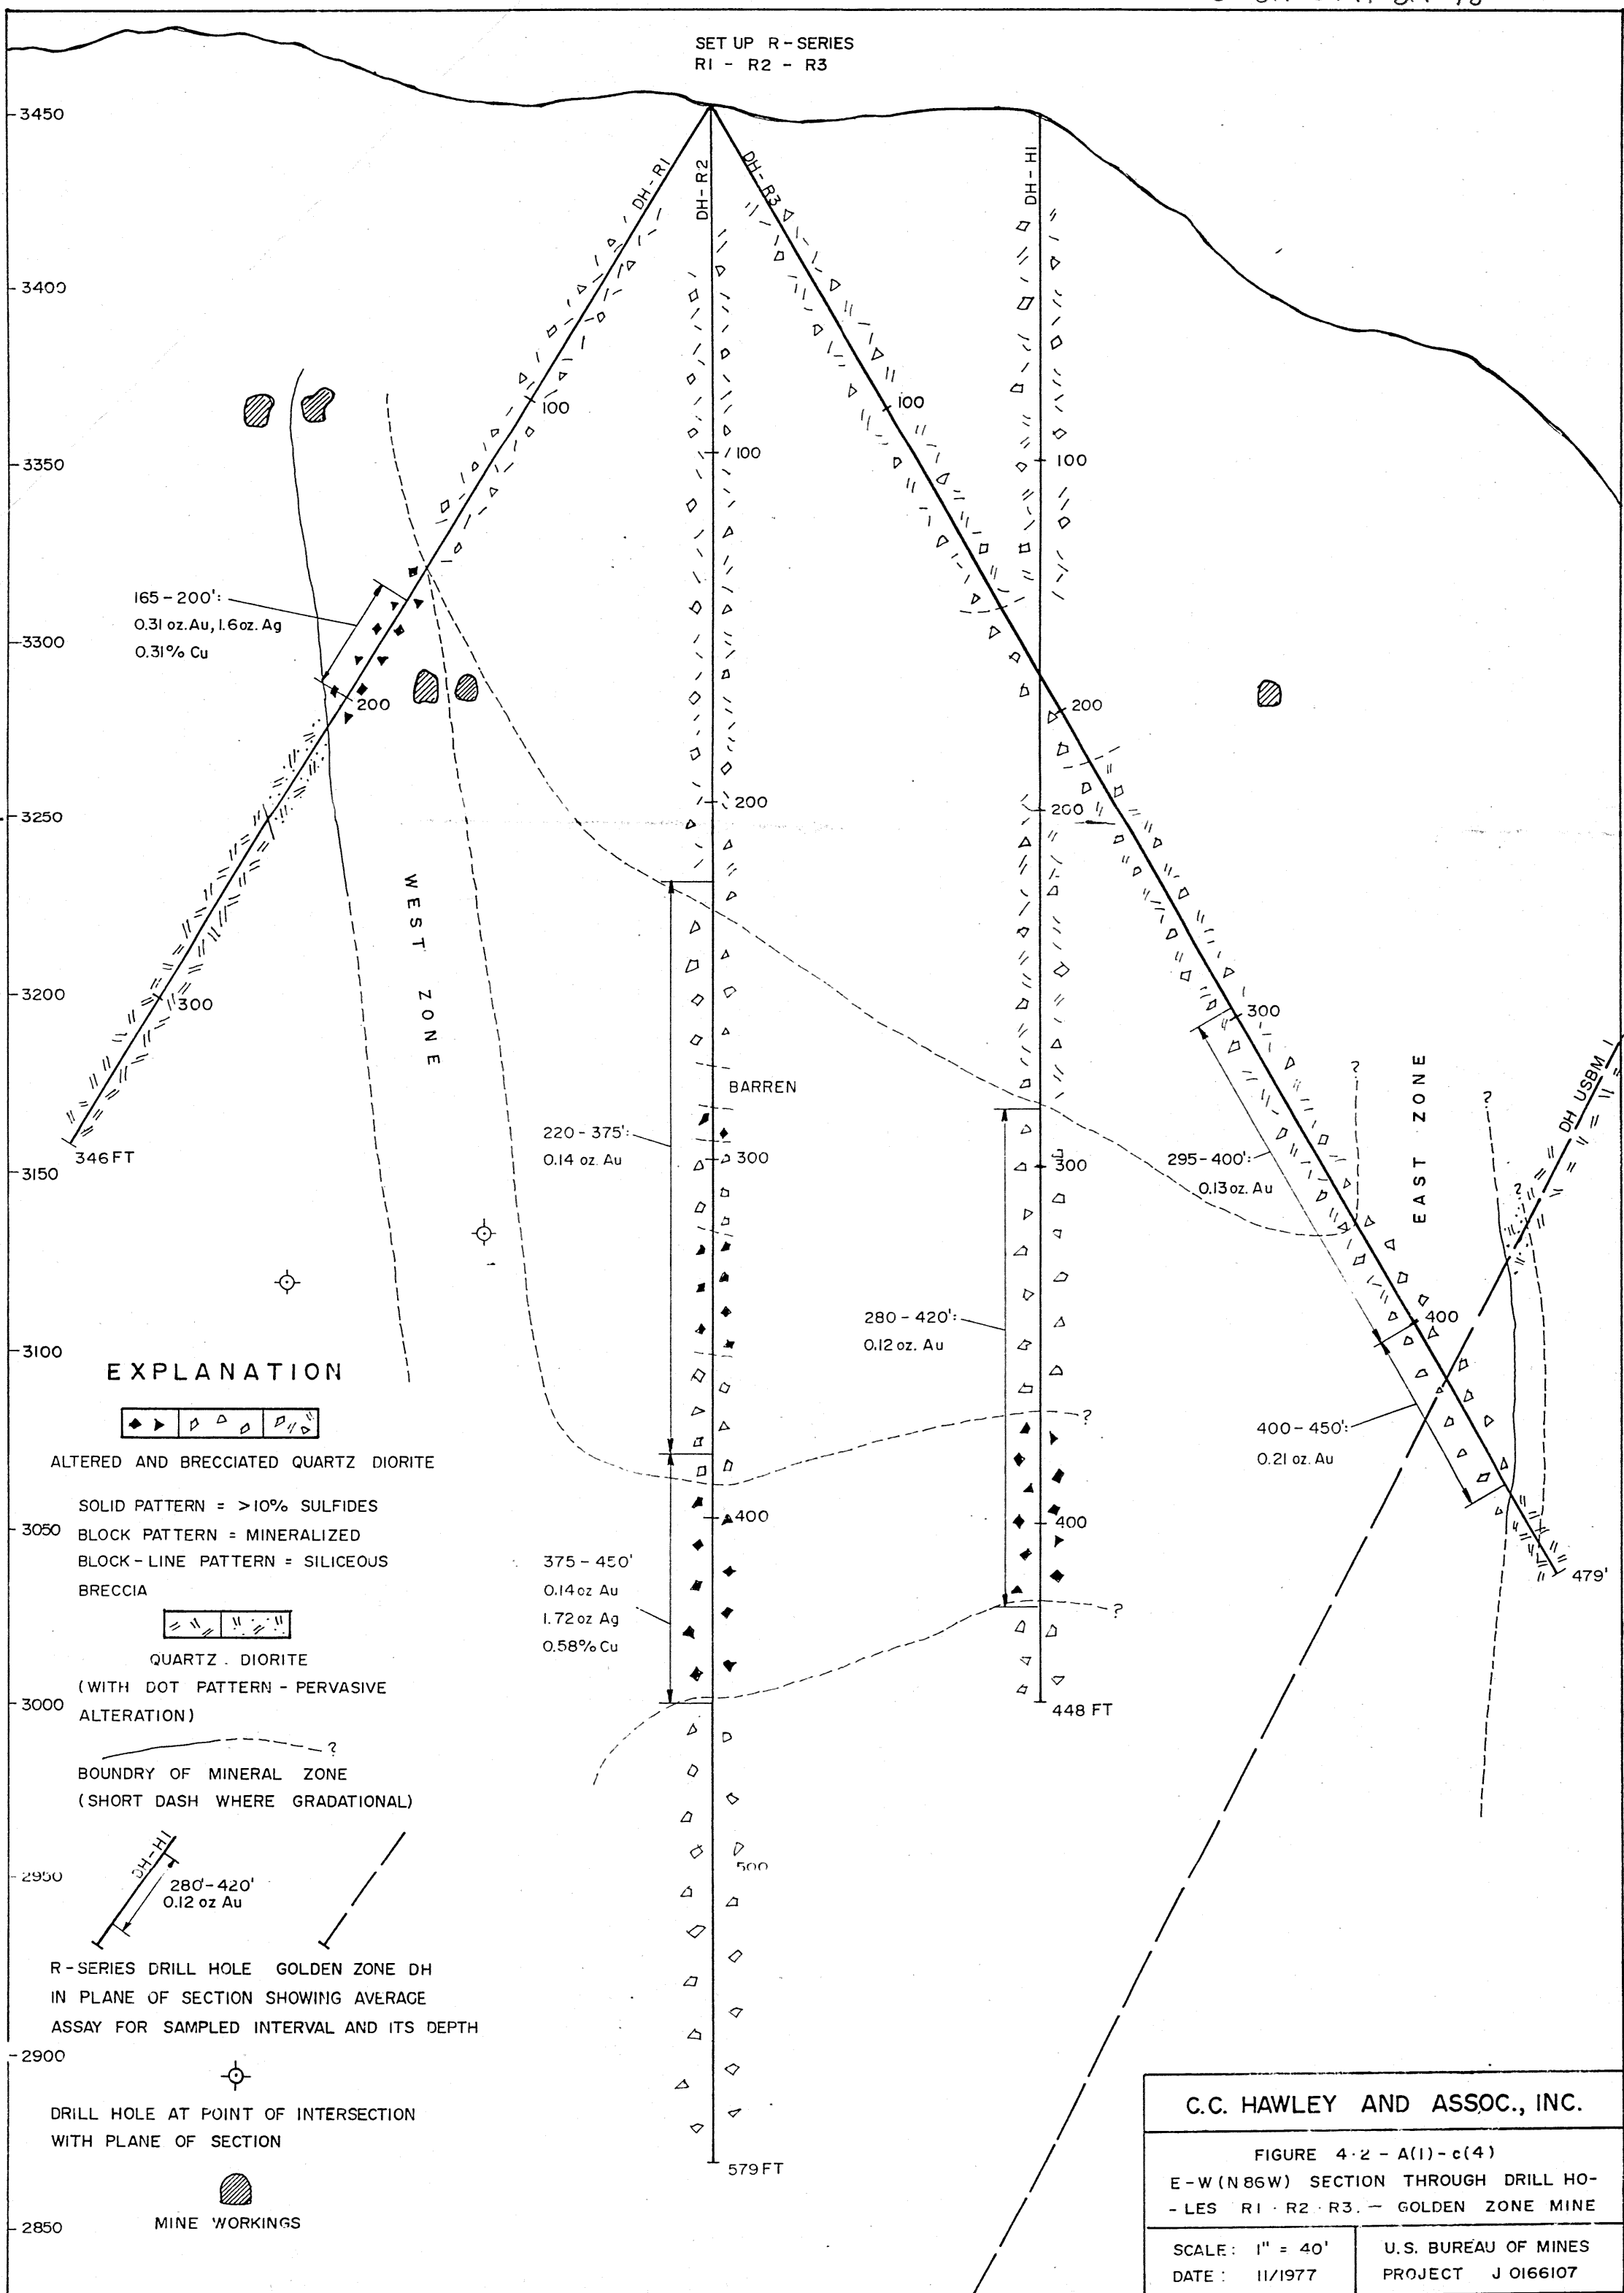 SET UP R-SERIES
R1 - R2 - R3
3450
3400
3350
3300
3250
3200
3150
3100
3050
3000
2950
2900
2850
DH-R1
DH-R2
DH-R3
DH-H1
100
100
100
100
165-200':
0.31 oz. Au, 1.6 oz. Ag
0.31% Cu
200
200
200
200
WEST ZONE
300
346 FT
BARREN
220-375':
0.14 oz. Au
300
300
300
295-400':
0.13 oz. Au
EAST ZONE
?
?
?
DH USBM 1
280-420':
0.12 oz. Au
400
400-450':
0.21 oz. Au
?
400
400
479'
375-450'
0.14 oz Au
1.72 oz Ag
0.58% Cu
?
448 FT
500
579 FT
EXPLANATION
ALTERED AND BRECCIATED QUARTZ DIORITE
SOLID PATTERN = >10% SULFIDES
BLOCK PATTERN = MINERALIZED
BLOCK-LINE PATTERN = SILICEOUS
BRECCIA
QUARTZ DIORITE
(WITH DOT PATTERN - PERVASIVE
ALTERATION)
?
BOUNDRY OF MINERAL ZONE
(SHORT DASH WHERE GRADATIONAL)
DH-H1
280'-420'
0.12 oz Au
R-SERIES DRILL HOLE GOLDEN ZONE DH
IN PLANE OF SECTION SHOWING AVERAGE
ASSAY FOR SAMPLED INTERVAL AND ITS DEPTH
DRILL HOLE AT POINT OF INTERSECTION
WITH PLANE OF SECTION
MINE WORKINGS
C.C. HAWLEY AND ASSOC., INC.
FIGURE 4·2 - A(1)-c(4)
E-W (N86W) SECTION THROUGH DRILL HO-
-LES R1 · R2 · R3. — GOLDEN ZONE MINE
SCALE: 1" = 40'
DATE: 11/1977
U.S. BUREAU OF MINES
PROJECT J 0166107